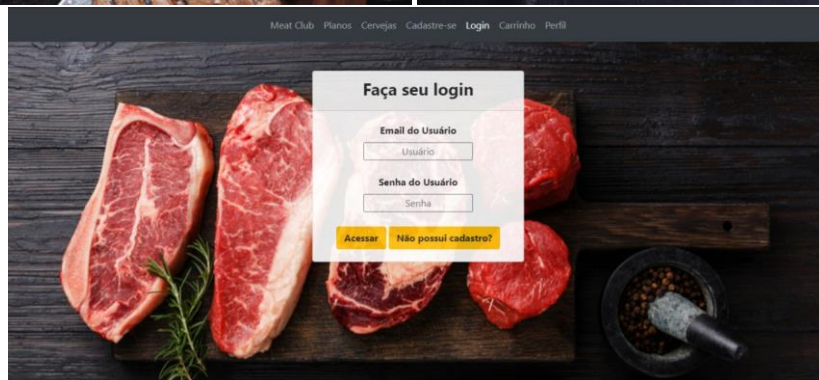 Meat Club Planos Cervejas Cadastre-se Login Carrinho Perfil
Faça seu login
Email do Usuário
Usuário
Senha do Usuário
Senha
Acessar Não possui cadastro?